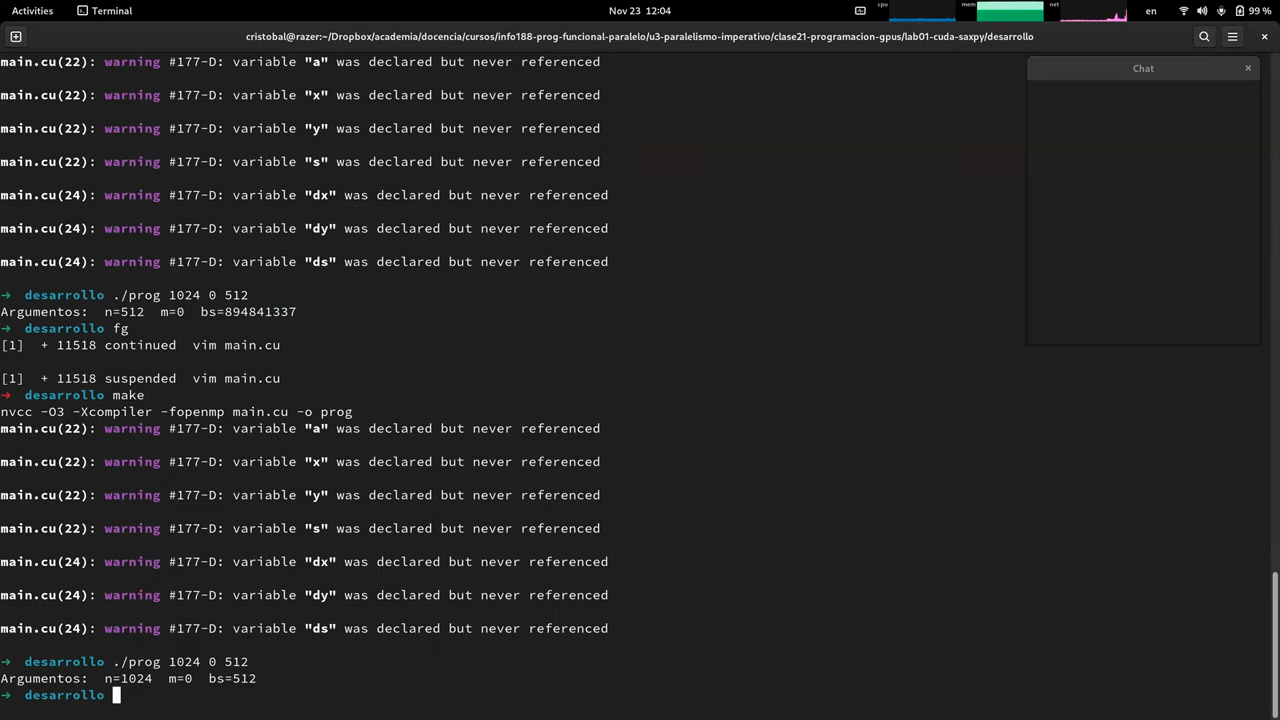 Activities
Terminal
Nov 23 12:04
cpu
mem
net
en
99 %
cristobal@razer:~/Dropbox/academia/docencia/cursos/info188-prog-funcional-paralelo/u3-paralelismo-imperativo/clase21-programacion-gpus/lab01-cuda-saxpy/desarrollo
Chat
main.cu(22): warning #177-D: variable "a" was declared but never referenced
main.cu(22): warning #177-D: variable "x" was declared but never referenced
main.cu(22): warning #177-D: variable "y" was declared but never referenced
main.cu(22): warning #177-D: variable "s" was declared but never referenced
main.cu(24): warning #177-D: variable "dx" was declared but never referenced
main.cu(24): warning #177-D: variable "dy" was declared but never referenced
main.cu(24): warning #177-D: variable "ds" was declared but never referenced
→ desarrollo ./prog 1024 0 512
Argumentos: n=512 m=0 bs=894841337
→ desarrollo fg
[1] + 11518 continued vim main.cu
[1] + 11518 suspended vim main.cu
→ desarrollo make
nvcc -O3 -Xcompiler -fopenmp main.cu -o prog
main.cu(22): warning #177-D: variable "a" was declared but never referenced
main.cu(22): warning #177-D: variable "x" was declared but never referenced
main.cu(22): warning #177-D: variable "y" was declared but never referenced
main.cu(22): warning #177-D: variable "s" was declared but never referenced
main.cu(24): warning #177-D: variable "dx" was declared but never referenced
main.cu(24): warning #177-D: variable "dy" was declared but never referenced
main.cu(24): warning #177-D: variable "ds" was declared but never referenced
→ desarrollo ./prog 1024 0 512
Argumentos: n=1024 m=0 bs=512
→ desarrollo